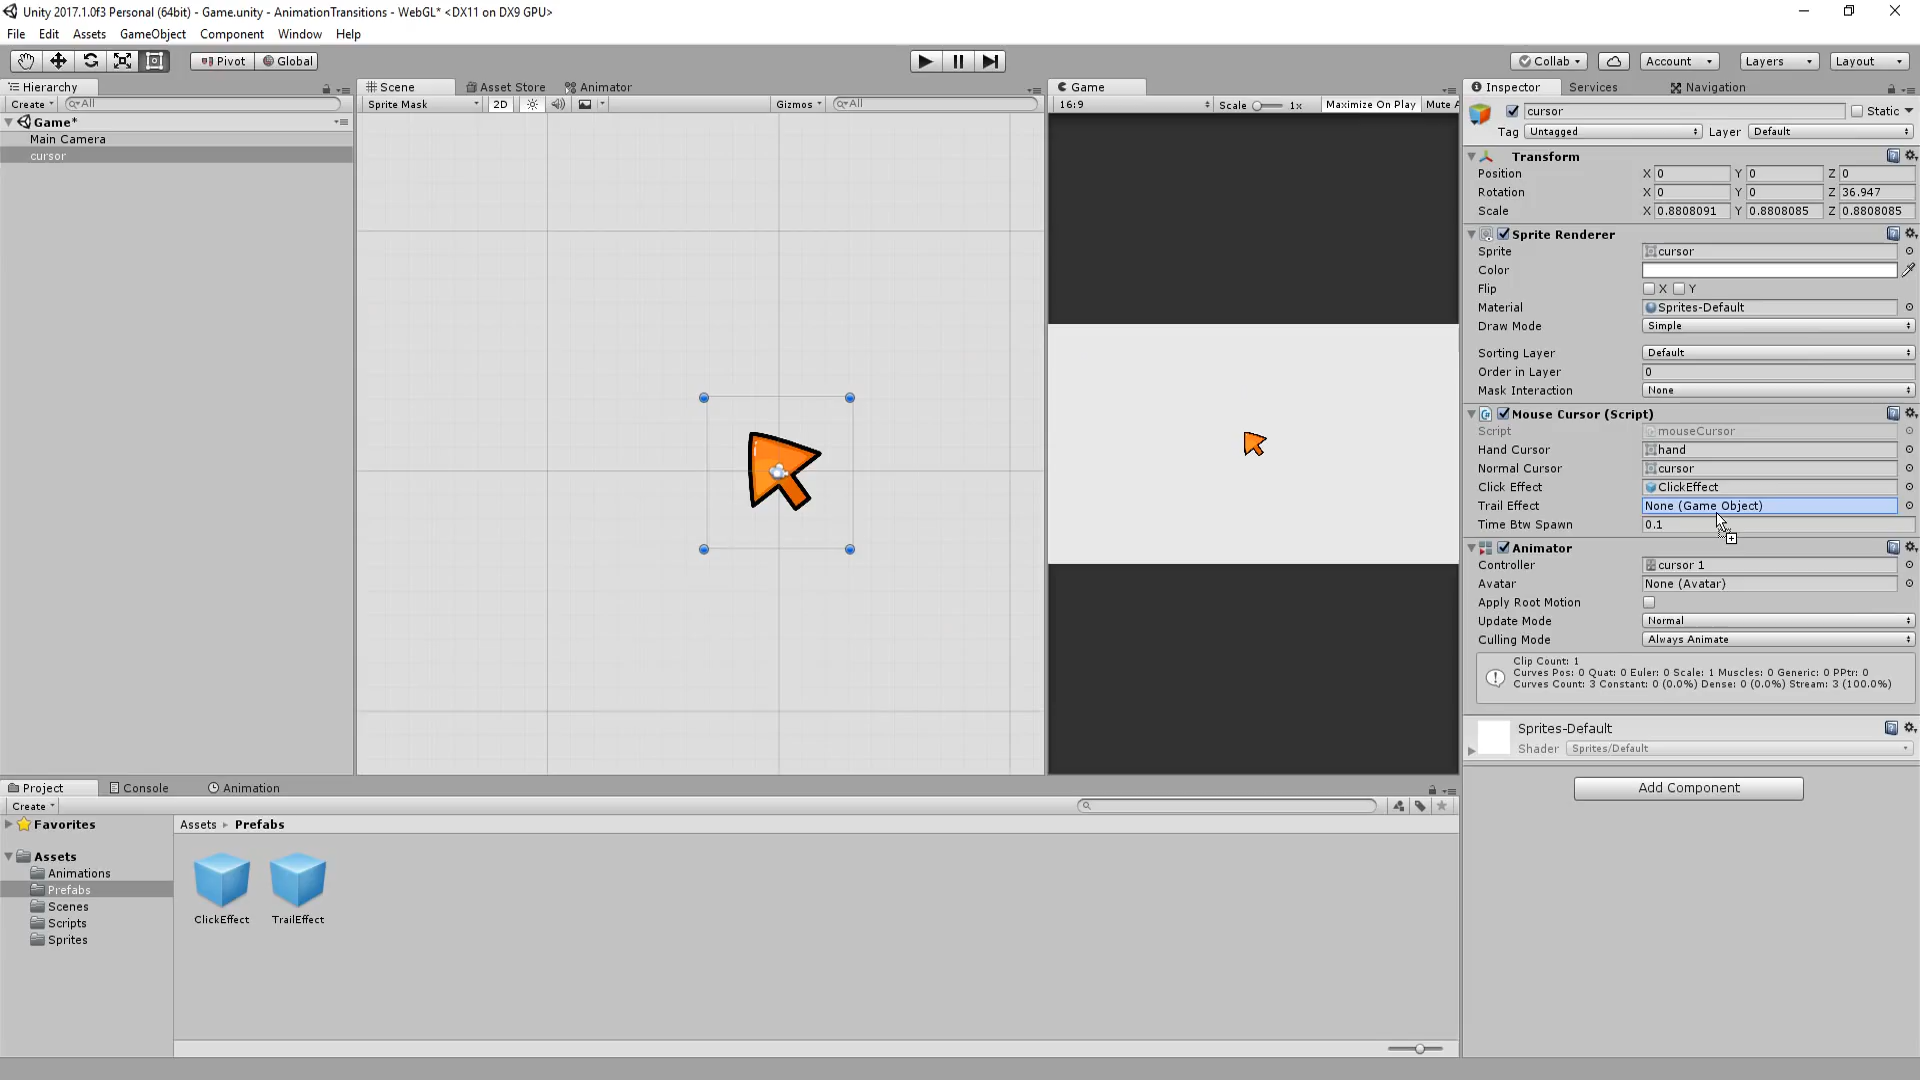 Unity 2017.1.0f3 Personal (64bit) - Game.unity - AnimationTransitions - WebGL* <DX11 on DX9 GPU>
File Edit Assets GameObject Component Window Help
Pivot Global Collab Account Layers Layout
Hierarchy
Create All
Game*
Main Camera
cursor
Scene Asset Store Animator
Sprite Mask 2D Gizmos All
Game
16:9 Scale 1x Maximize On Play Mute A
Inspector Services Navigation
cursor Static
Tag Untagged Layer Default
Transform
Position X 0 Y 0 Z 0
Rotation X 0 Y 0 Z 36.947
Scale X 0.8808091 Y 0.8808085 Z 0.8808085
Sprite Renderer
Sprite cursor
Color
Flip X Y
Material Sprites-Default
Draw Mode Simple
Sorting Layer Default
Order in Layer 0
Mask Interaction None
Mouse Cursor (Script)
Script mouseCursor
Hand Cursor hand
Normal Cursor cursor
Click Effect ClickEffect
Trail Effect None (Game Object)
Time Btw Spawn 0.1
Animator
Controller cursor 1
Avatar None (Avatar)
Apply Root Motion
Update Mode Normal
Culling Mode Always Animate
Clip Count: 1
Curves Pos: 0 Quat: 0 Euler: 0 Scale: 1 Muscles: 0 Generic: 0 PPtr: 0
Curves Count: 3 Constant: 0 (0.0%) Dense: 0 (0.0%) Stream: 3 (100.0%)
Sprites-Default
Shader Sprites/Default
Add Component
Project Console Animation
Create
Favorites
Assets
Animations
Prefabs
Scenes
Scripts
Sprites
Assets Prefabs
ClickEffect TrailEffect